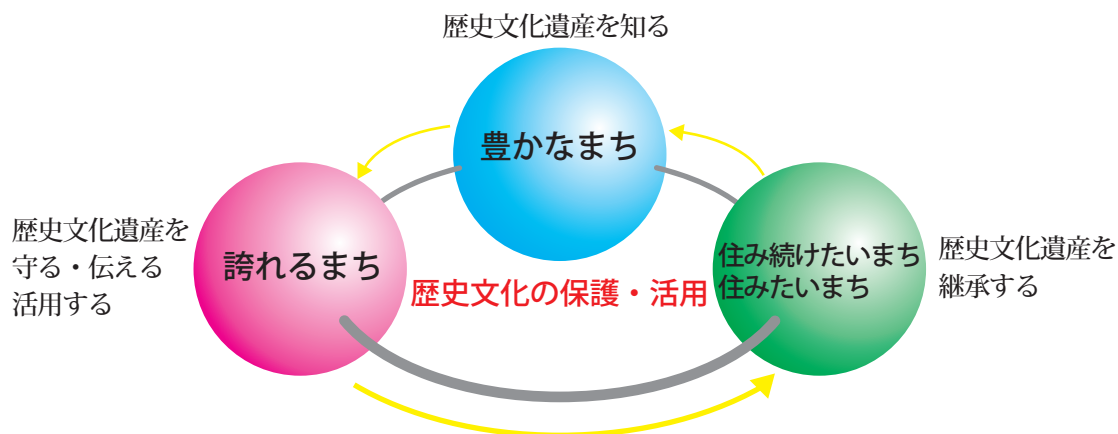 歴史文化遺産を知る
豊かなまち
歴史文化遺産を
守る・伝える
活用する
誇れるまち
歴史文化の保護・活用
住み続けたいまち
住みたいまち
歴史文化遺産を
継承する